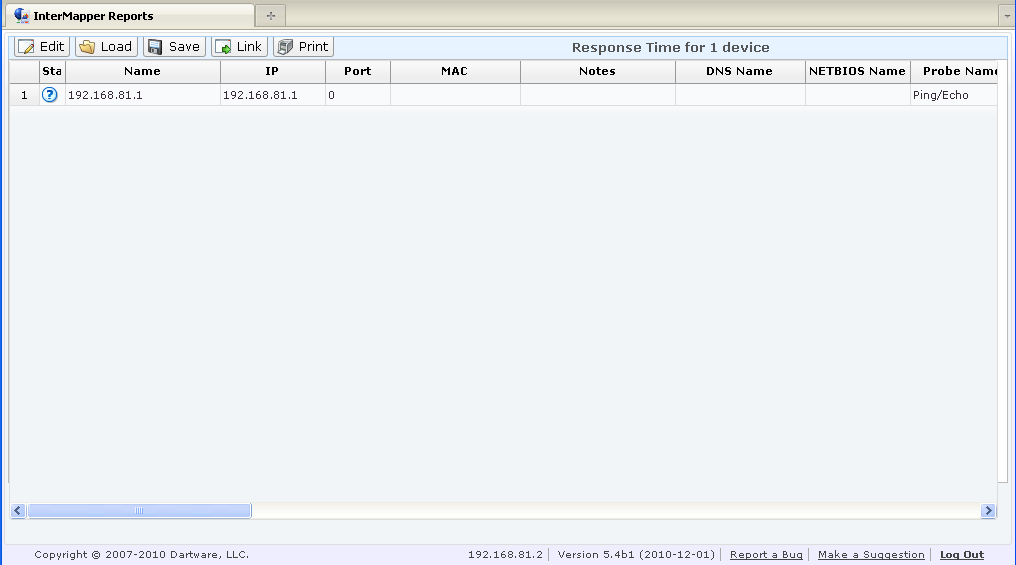 InterMapper Reports
Edit Load Save Link Print Response Time for 1 device
Sta Name IP Port MAC Notes DNS Name NETBIOS Name Probe Name
1 192.168.81.1 192.168.81.1 0 Ping/Echo
Copyright © 2007-2010 Dartware, LLC. 192.168.81.2 Version 5.4b1 (2010-12-01) Report a Bug Make a Suggestion Log Out